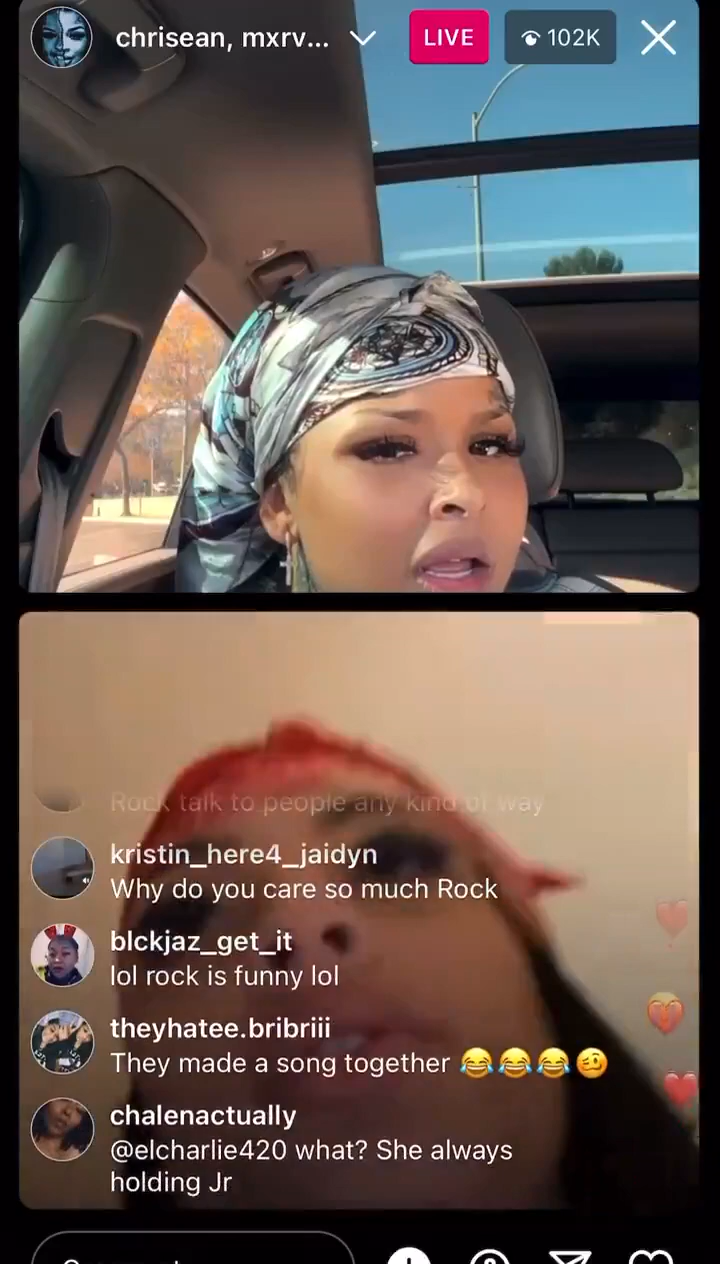 chrisean, mxrv...
LIVE
102K
Rock talk to people any kind of way
kristin_here4_jaidyn
Why do you care so much Rock
blckjaz_get_it
lol rock is funny lol
theyhatee.bribriii
They made a song together 😂😂😂🥴
chalenactually
@elcharlie420 what? She always
holding Jr